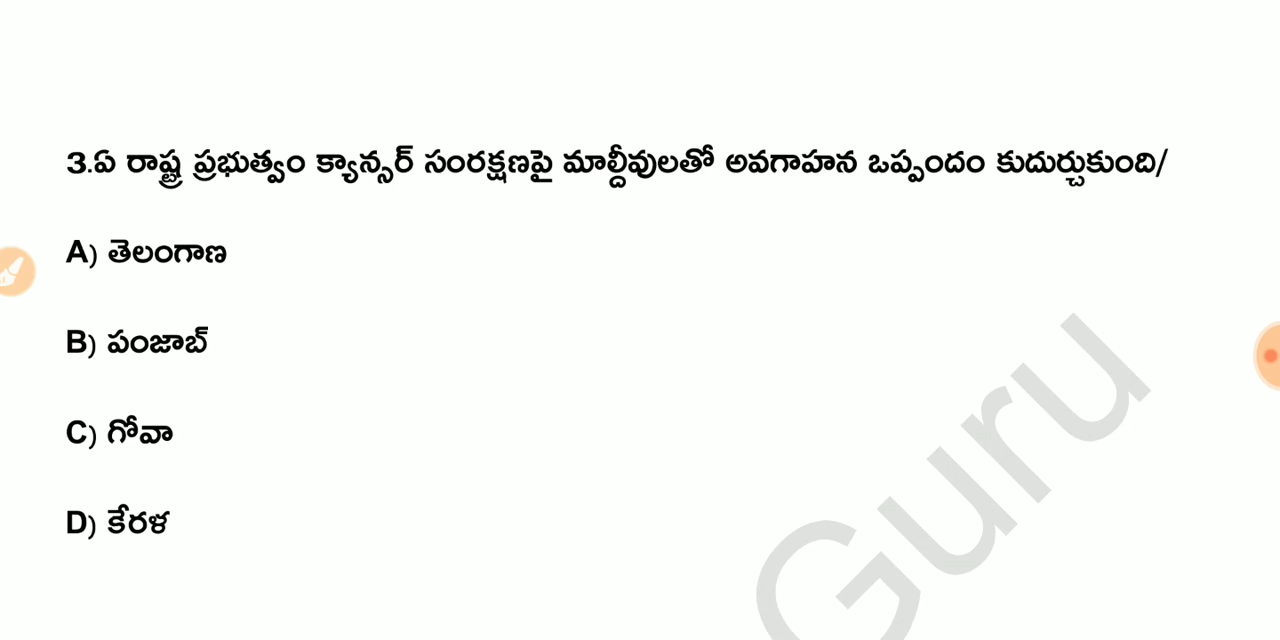 3.ఏ రాష్ట్ర ప్రభుత్వం క్యాన్సర్ సంరక్షణపై మాల్దీవులతో అవగాహన ఒప్పందం కుదుర్చుకుంది/
A) తెలంగాణ
B) పంజాబ్
C) గోవా
D) కేరళ
Guru